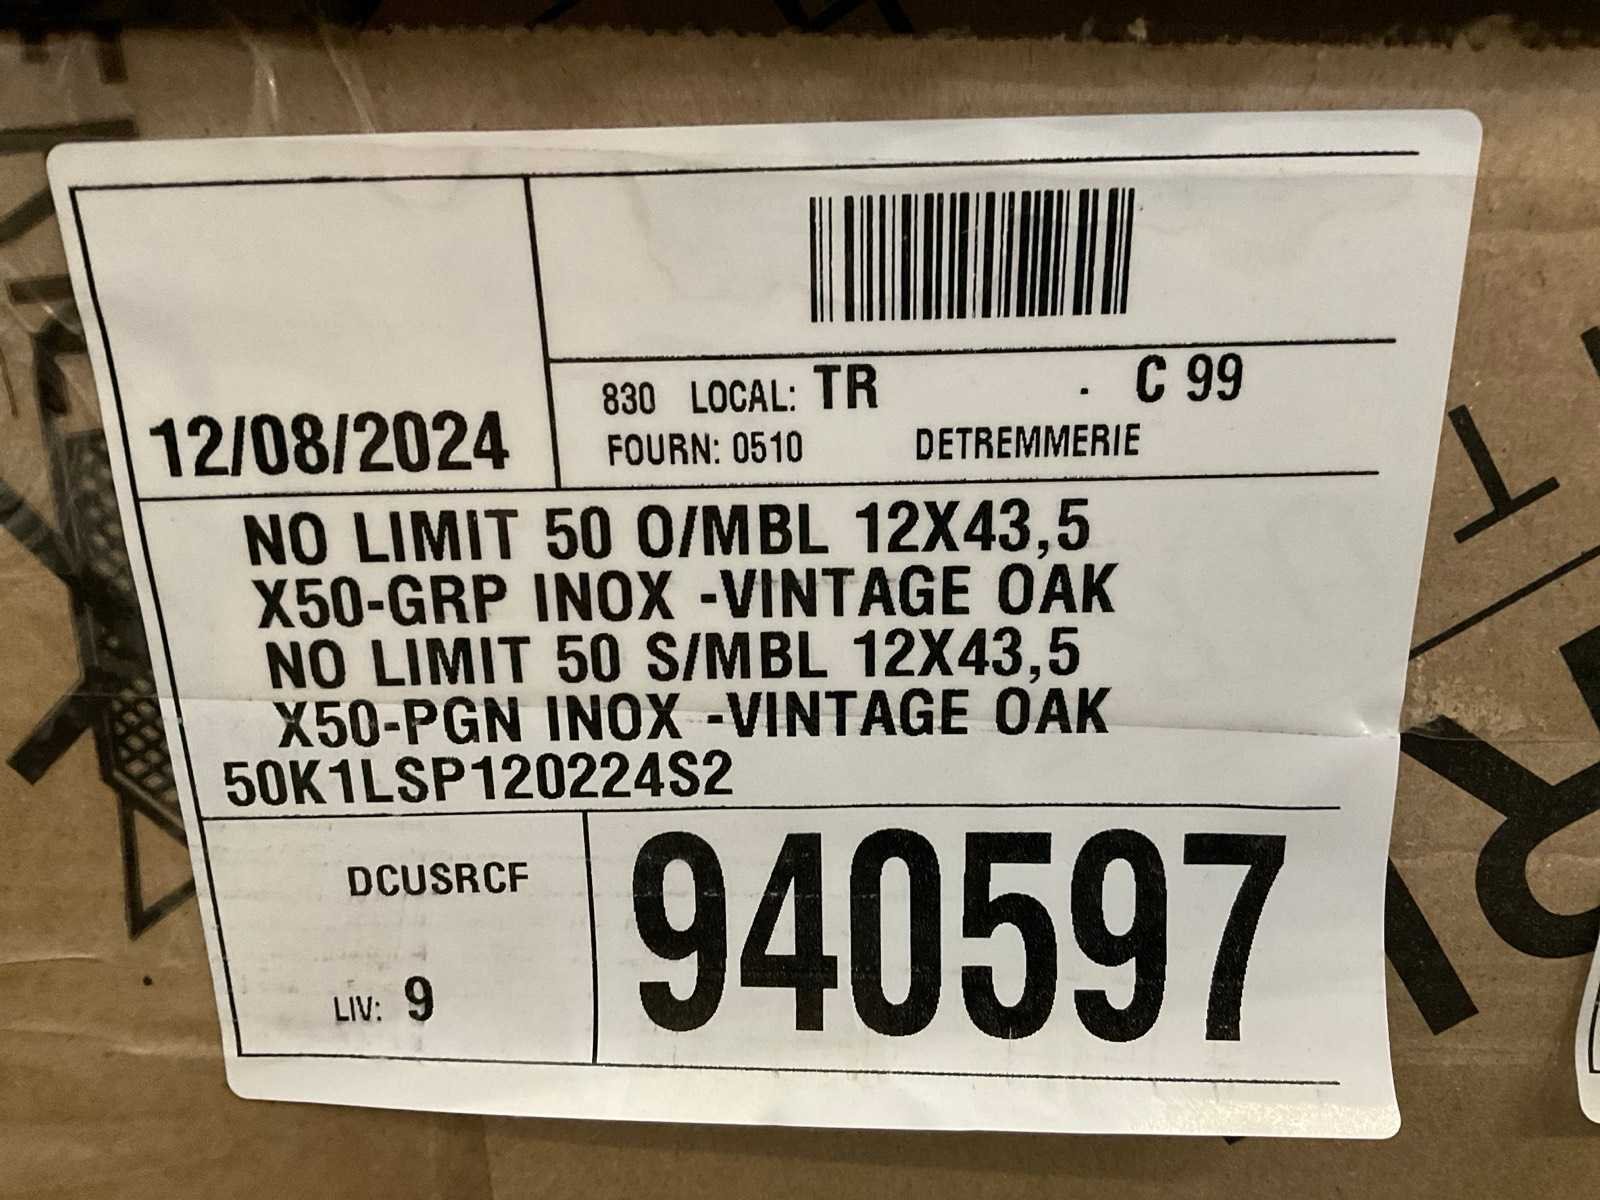 12/08/2024
830 LOCAL: TR . C 99
FOURN: 0510 DETREMMERIE
NO LIMIT 50 O/MBL 12X43,5
X50-GRP INOX -VINTAGE OAK
NO LIMIT 50 S/MBL 12X43,5
X50-PGN INOX -VINTAGE OAK
50K1LSP120224S2
DCUSRCF
LIV: 9
940597